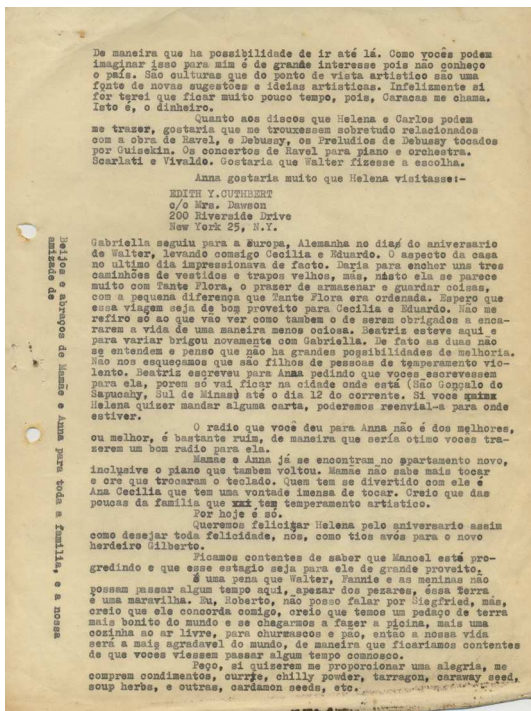 De maneira que ha possibilidade de ir até lá. Como vocês podem
imaginar isso para mim é de grande interesse pois não conheço
o país. São culturas que do ponto de vista artistico são uma
fonte de novas sugestões e ideias artisticas. Infelizmente si
for terei que ficar muito pouco tempo, pois, Caracas me chama.
Isto é, o dinheiro.
Quanto aos discos que Helena e Carlos podem
me trazer, gostaria que me trouxessem sobretudo relacionados
com a obra de Ravel, e Debussy, os Preludios de Debussy tocados
por Guisekin. Os concertos de Ravel para piano e orchestra.
Scarlati e Vivaldo. Gostaria que Walter fizesse a escolha.
Anna gostaria muito que Helena visitasse:-
EDITH Y.CUTHBERT
c/o Mrs. Dawson
200 Riverside Drive
New York 25, N.Y.
Gabriella seguiu para a Europa, Alemanha no dia do aniversario
de Walter, levando comsigo Cecilia e Eduardo. O aspecto da casa
no ultimo dia impressionava de facto. Daria para encher uns tres
caminhões de vestidos e trapos velhos, más, nisto ela se parece
muito com Tante Flora, o prazer de armazenar e guardar coisas,
com a pequena diferença que Tante Flora era ordenada. Espero que
essa viagem seja de bom proveito para Cecilia e Eduardo. Não me
refiro só ao que vão ver como tambem o de serem obrigados a enca-
rarem a vida de uma maneira menos ociosa. Beatriz esteve aqui e
para variar brigou novamente com Gabriella. De fato as duas não
se entendem e penso que não ha grandes possibilidades de melhoria.
Não nos esqueçamos que são filhos de pessoas de temperamento vio-
lento. Beatriz escreveu para Anna pedindo que voces escrevessem
para ela, porem só vai ficar na cidade onde está (São Gonçalo do
Sapucahy, Sul de Minas) até o dia 12 do corrente. Si voce
Helena quizer mandar alguma carta, poderemos reenvial-a para onde
estiver.
O radio que você deu para Anna não é dos melhores,
ou melhor, é bastante ruim, de maneira que sería otimo voces tra-
zerem um bom radio para ela.
Mamae e Anna já se encontram no apartamento novo,
inclusive o piano que tambem voltou. Mamae não sabe mais tocar
e cre que trocaram o teclado. Quem tem se divertido com ele é
Ana Cecilia que tem uma vontade imensa de tocar. Creio que das
poucas da familia que tem temperamento artistico.
Por hoje é só.
Queremos felicitar Helena pelo aniversario assim
como desejar toda felicidade, nós, como tios avós para o novo
herdeiro Gilberto.
Ficamos contentes de saber que Manoel está pro-
gredindo e que esse estagio seja para ele de grande proveito.
É uma pena que Walter, Fannie e as meninas não
possam passar algum tempo aqui, apezar dos pezares, essa terra
e uma maravilha. Eu, Roberto, não posso falar por Siegfried, más,
creio que ele concorda comigo, creio que temos um pedaço de terra
mais bonito do mundo e se chegarmos a fazer a picina, mais uma
cozinha ao ar livre, para churmascos e pão, então a nossa vida
será a mais agradavel do mundo, de maneira que ficariamos contentes
de que voces viessem passar algum tempo comnosco.
Peço, si quizerem me proporcionar uma alegria, me
comprem condimentos, currie, chilly powder, tarragon, caraway seed,
soup herbs, e outras, cardamon seeds, etc.
Beijos e abraços de Mamae e Anna para toda a familia, e a nossa
amizade de